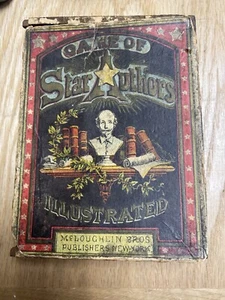 GAME OF
Star Authors
ILLUSTRATED
McLOUGHLIN BROS
PUBLISHERS NEW-YORK